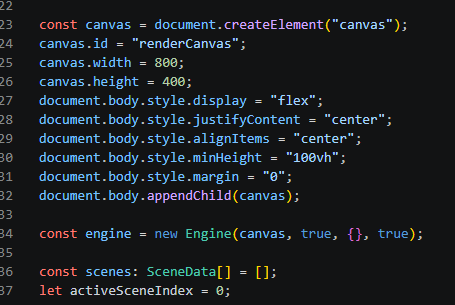 22
23 const canvas = document.createElement("canvas");
24 canvas.id = "renderCanvas";
25 canvas.width = 800;
26 canvas.height = 400;
27 document.body.style.display = "flex";
28 document.body.style.justifyContent = "center";
29 document.body.style.alignItems = "center";
30 document.body.style.minHeight = "100vh";
31 document.body.style.margin = "0";
32 document.body.appendChild(canvas);
33
34 const engine = new Engine(canvas, true, {}, true);
35
36 const scenes: SceneData[] = [];
37 let activeSceneIndex = 0;